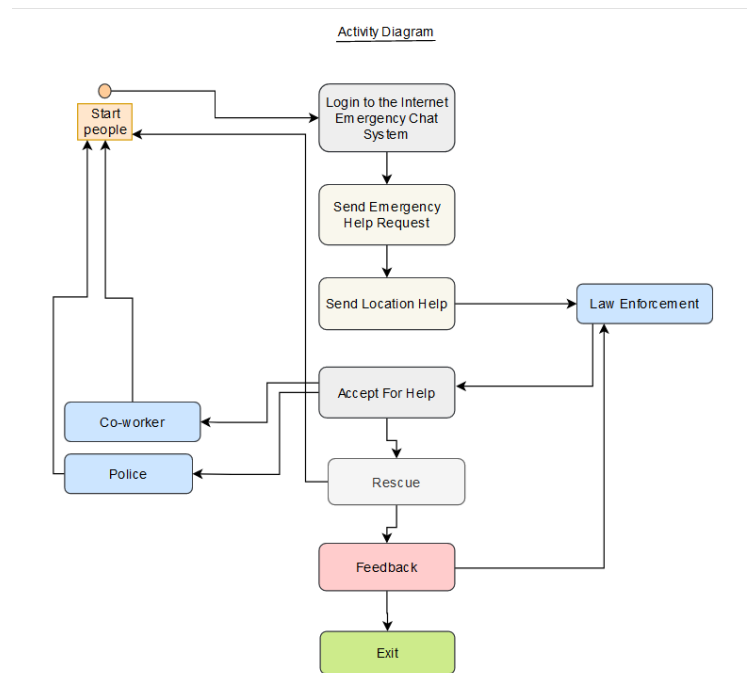 Activity Diagram
Start
people
Login to the Internet
Emergency Chat
System
Send Emergency
Help Request
Send Location Help
Law Enforcement
Accept For Help
Co-worker
Police
Rescue
Feedback
Exit